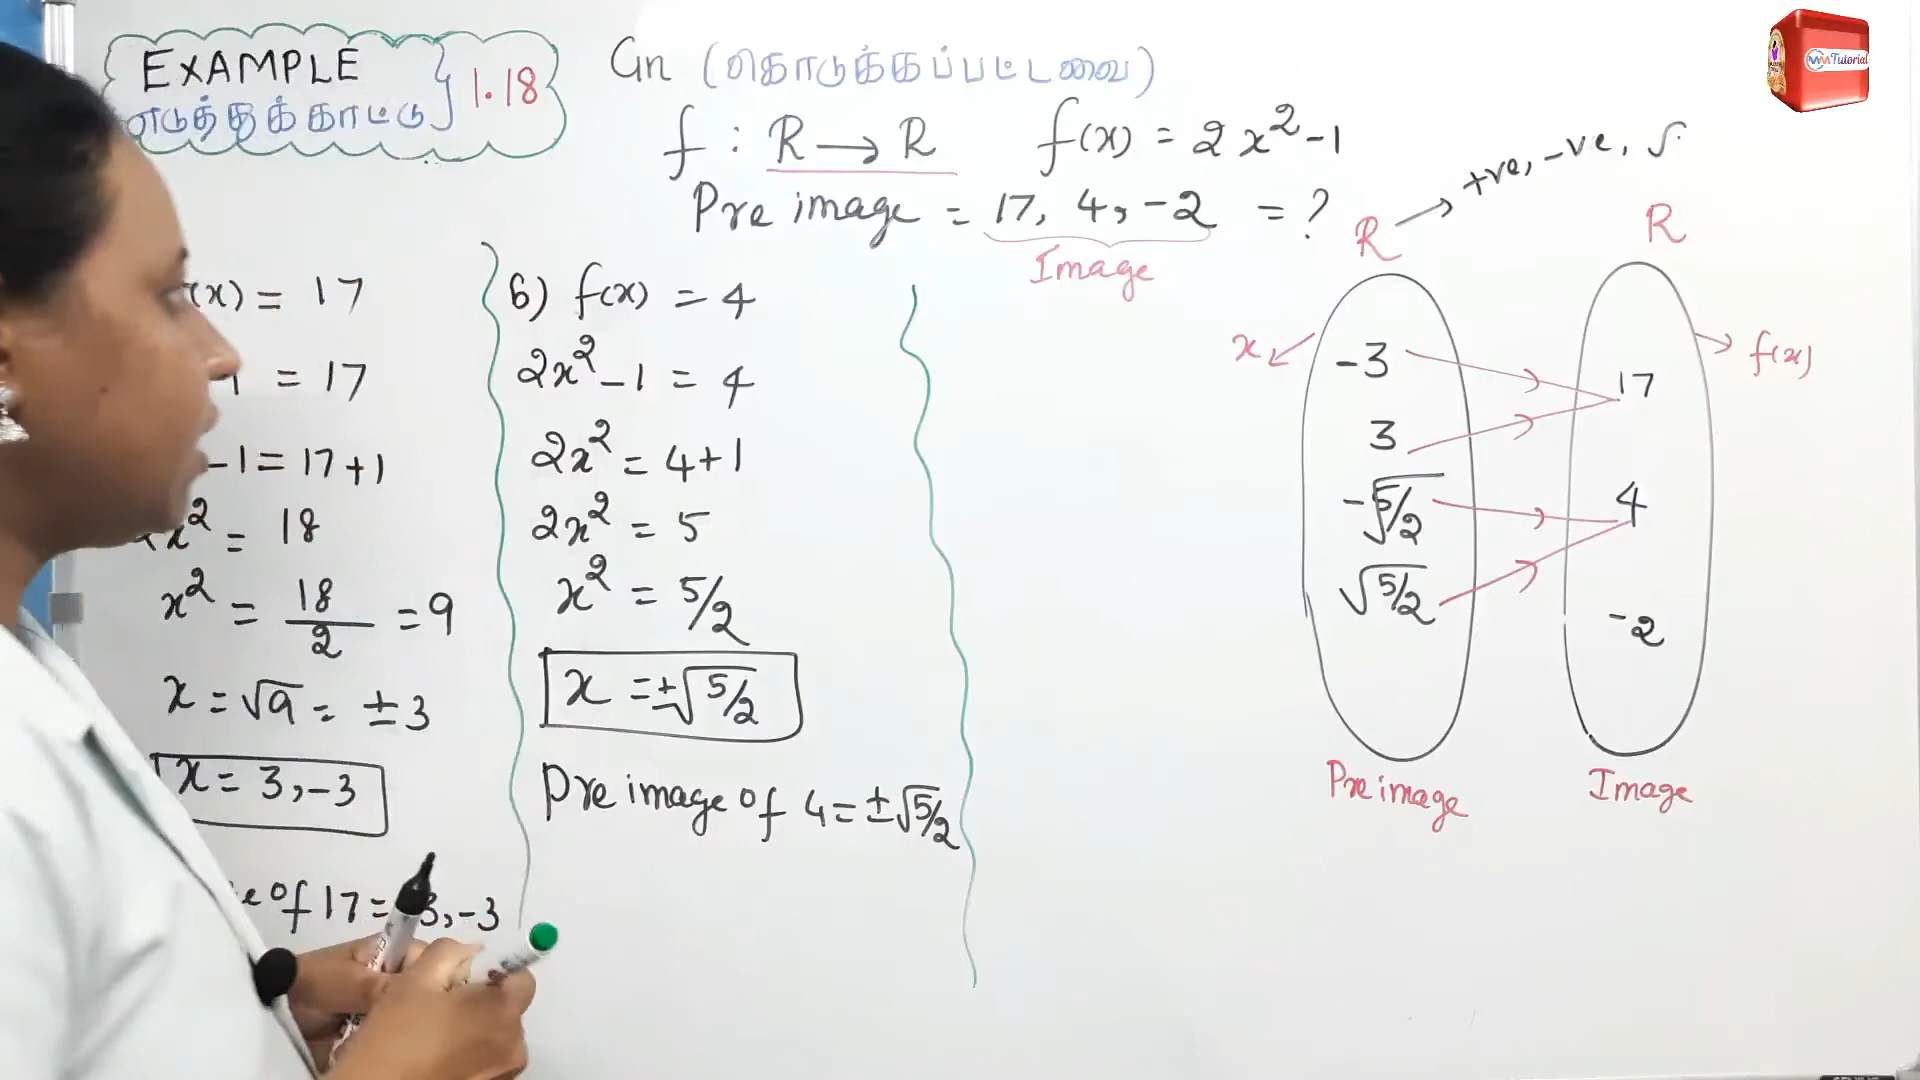 EXAMPLE
எடுத்துக்காட்டு 1.18
Gn (கொடுக்கப்பட்டவை)
f : R → R f(x) = 2x² - 1
Pre image = 17, 4, -2 = ?
Image
(x) = 17
-1 = 17
-1 = 17 + 1
x² = 18
x² = 18/2 = 9
x = √9 = ±3
x = 3, -3
e of 17 = 3, -3
b) f(x) = 4
2x² - 1 = 4
2x² = 4 + 1
2x² = 5
x² = 5/2
x = ±√5/2
Pre image of 4 = ±√5/2
R → +ve, -ve, √
R
x
-3
3
-√5/2
√5/2
Pre image
17
4
-2
f(x)
Image
MM Tutorial